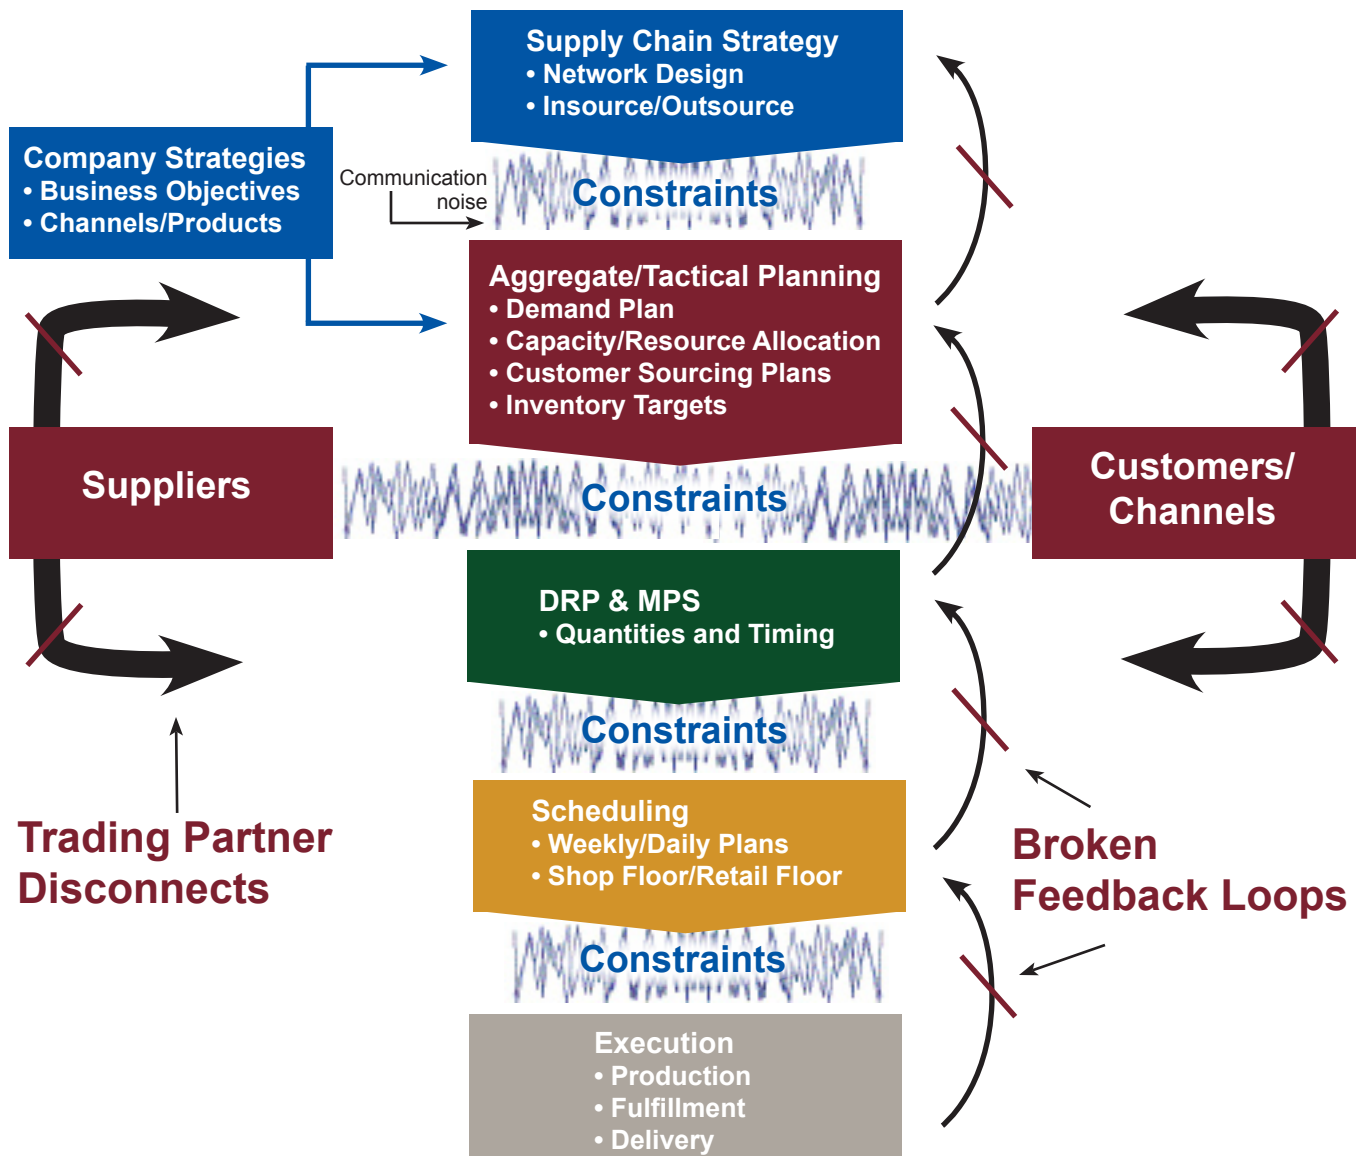 Supply Chain Strategy
• Network Design
• Insource/Outsource
Company Strategies
• Business Objectives
• Channels/Products
Communication
noise
Constraints
Aggregate/Tactical Planning
• Demand Plan
• Capacity/Resource Allocation
• Customer Sourcing Plans
• Inventory Targets
Suppliers
Constraints
Customers/
Channels
DRP & MPS
• Quantities and Timing
Constraints
Scheduling
• Weekly/Daily Plans
• Shop Floor/Retail Floor
Trading Partner
Disconnects
Broken
Feedback Loops
Constraints
Execution
• Production
• Fulfillment
• Delivery